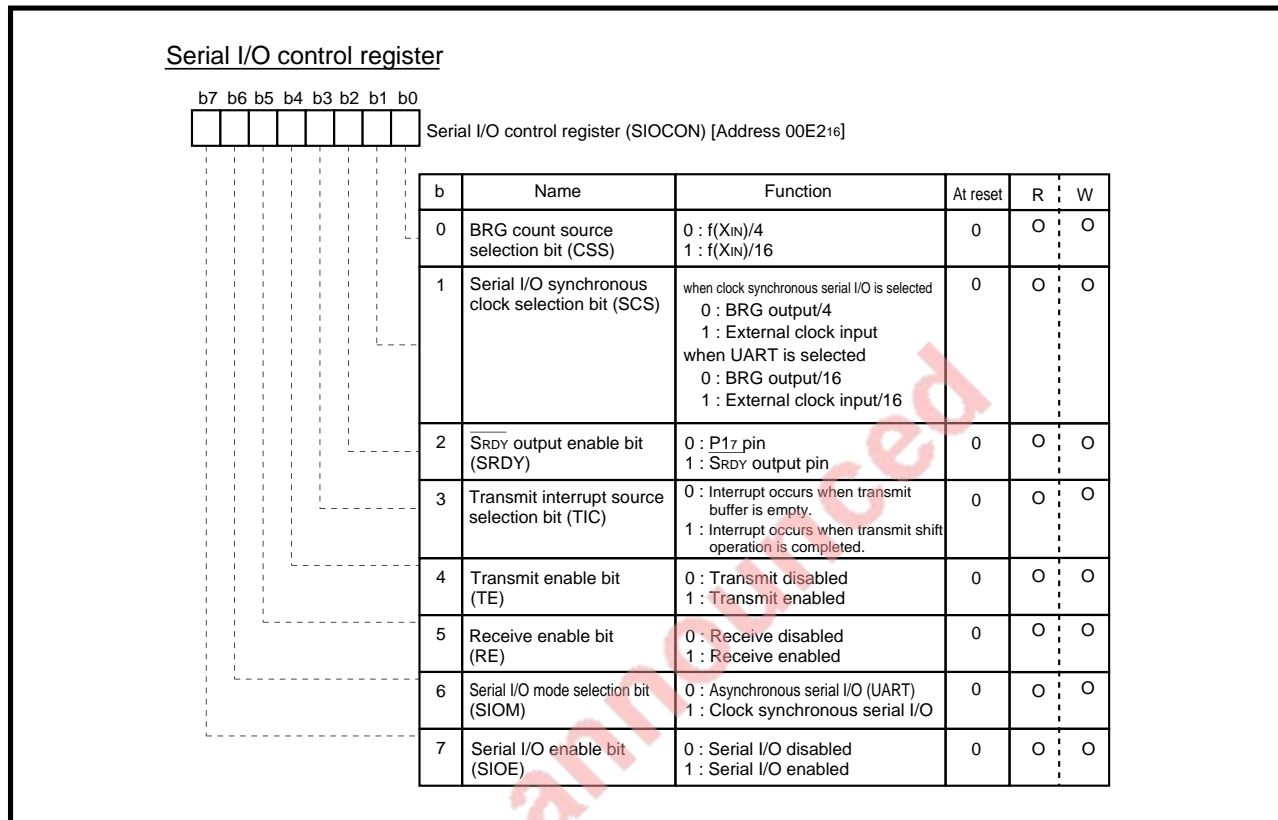 Serial I/O control register
b7 b6 b5 b4 b3 b2 b1 b0
Serial I/O control register (SIOCON) [Address 00E216]
b Name Function At reset R W
0 BRG count source selection bit (CSS) 0 : f(XIN)/4 0 O O
1 : f(XIN)/16
1 Serial I/O synchronous clock selection bit (SCS) when clock synchronous serial I/O is selected 0 O O
0 : BRG output/4
1 : External clock input
when UART is selected
0 : BRG output/16
1 : External clock input/16
2 SRDY output enable bit (SRDY) 0 : P17 pin 0 O O
1 : SRDY output pin
3 Transmit interrupt source selection bit (TIC) 0 : Interrupt occurs when transmit buffer is empty. 0 O O
1 : Interrupt occurs when transmit shift operation is completed.
4 Transmit enable bit (TE) 0 : Transmit disabled 0 O O
1 : Transmit enabled
5 Receive enable bit (RE) 0 : Receive disabled 0 O O
1 : Receive enabled
6 Serial I/O mode selection bit (SIOM) 0 : Asynchronous serial I/O (UART) 0 O O
1 : Clock synchronous serial I/O
7 Serial I/O enable bit (SIOE) 0 : Serial I/O disabled 0 O O
1 : Serial I/O enabled
announced